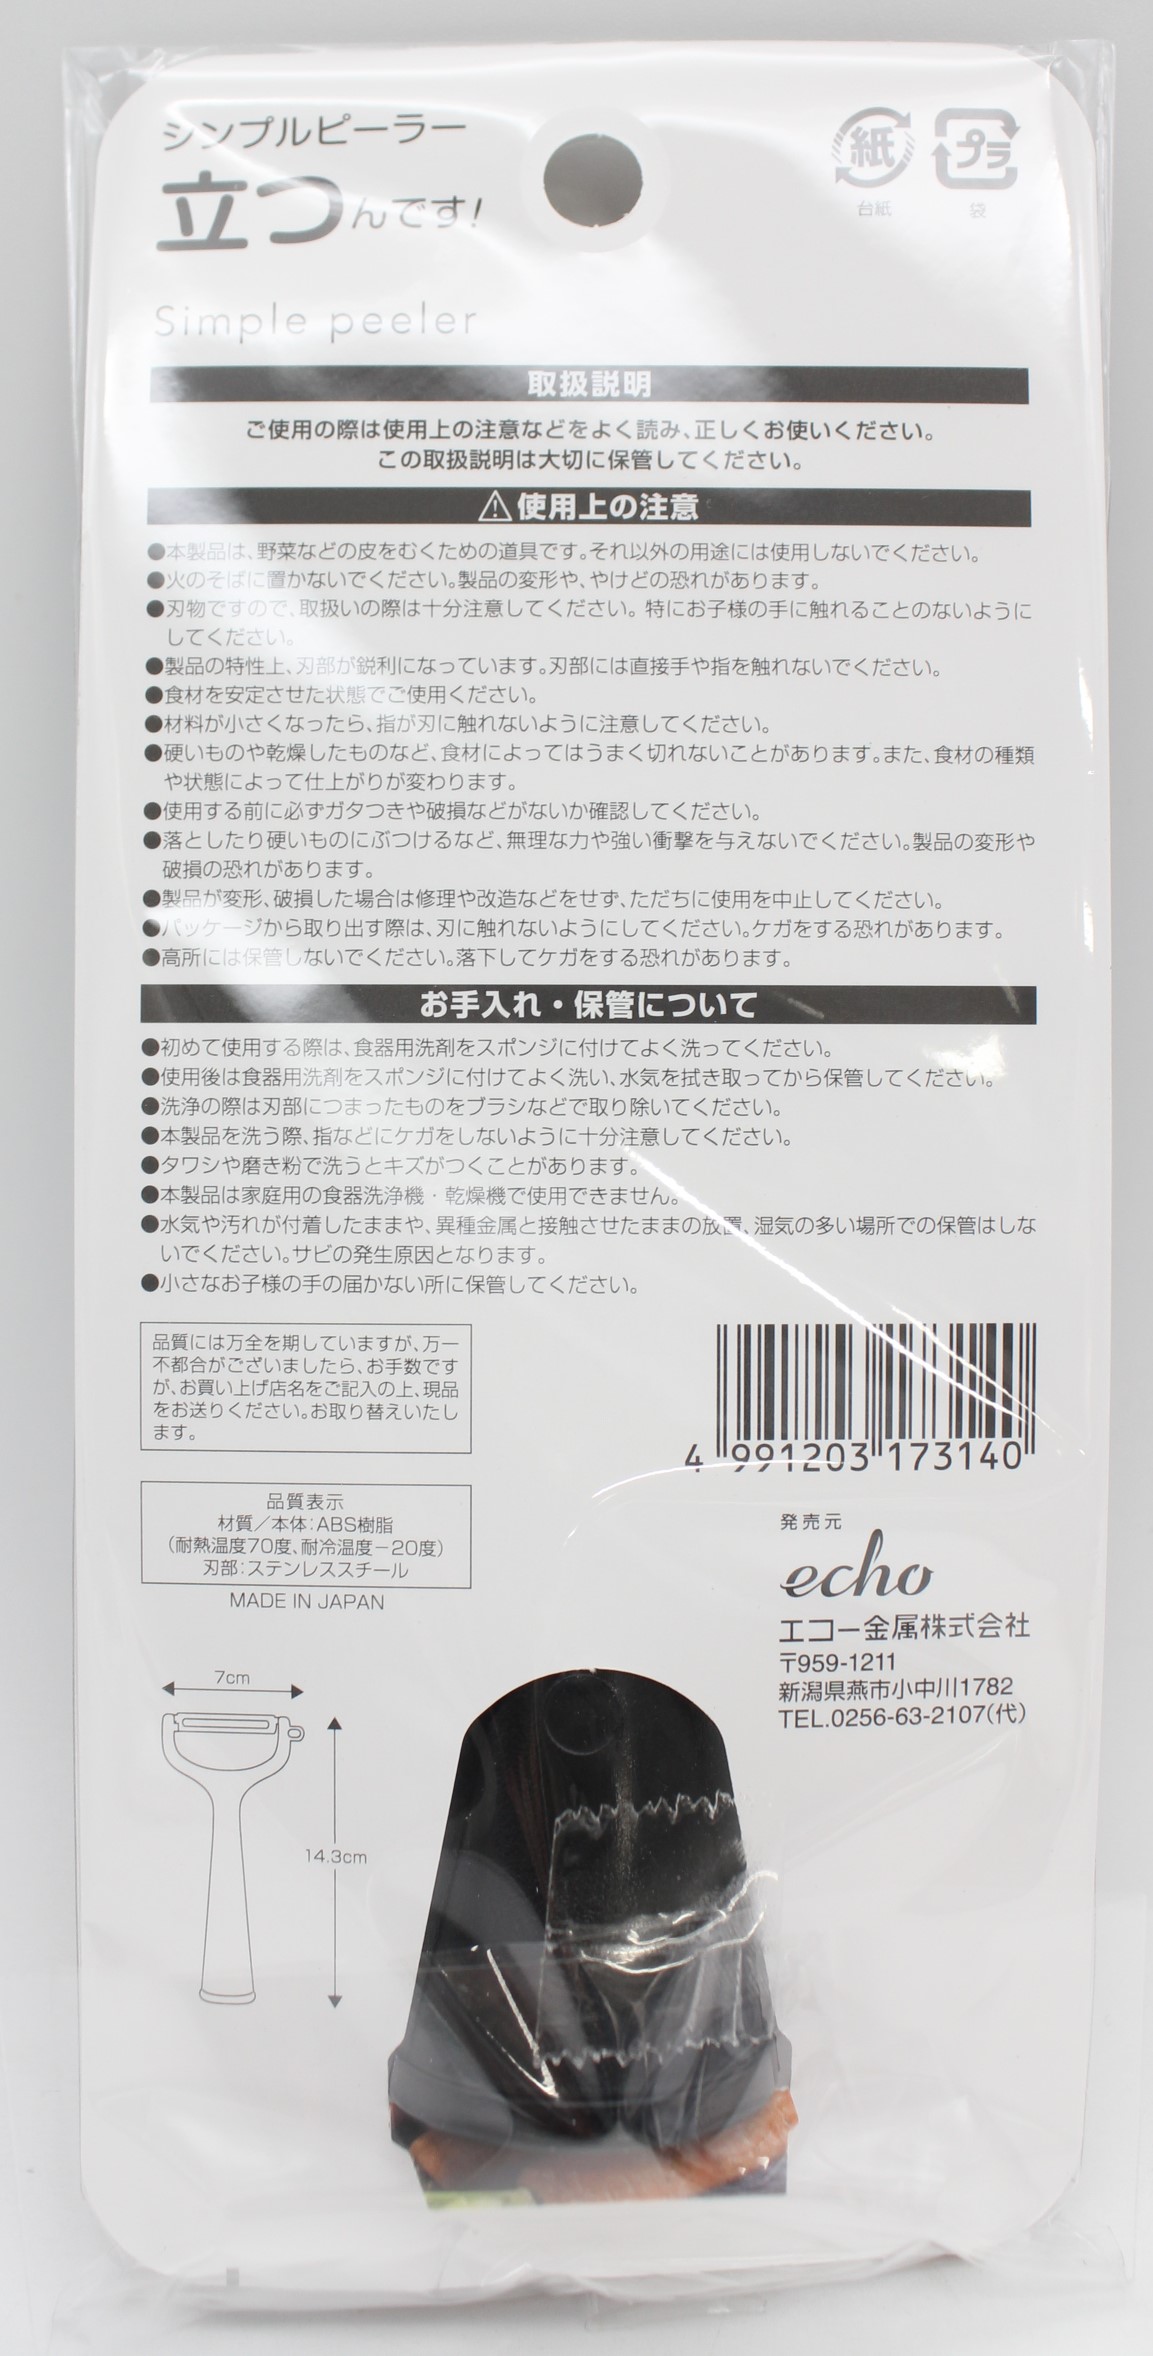 シンプルピーラー
立つんです!
Simple peeler
紙
台紙
プラ
袋
取扱説明
ご使用の際は使用上の注意などをよく読み、正しくお使いください。
この取扱説明は大切に保管してください。
⚠使用上の注意
●本製品は、野菜などの皮をむくための道具です。それ以外の用途には使用しないでください。
●火のそばに置かないでください。製品の変形や、やけどの恐れがあります。
●刃物ですので、取扱いの際は十分注意してください。特にお子様の手に触れることのないように
してください。
●製品の特性上、刃部が鋭利になっています。刃部には直接手や指を触れないでください。
●食材を安定させた状態でご使用ください。
●材料が小さくなったら、指が刃に触れないように注意してください。
●硬いものや乾燥したものなど、食材によってはうまく切れないことがあります。また、食材の種類
や状態によって仕上がりが変わります。
●使用する前に必ずガタつきや破損などがないか確認してください。
●落としたり硬いものにぶつけるなど、無理な力や強い衝撃を与えないでください。製品の変形や
破損の恐れがあります。
●製品が変形、破損した場合は修理や改造などをせず、ただちに使用を中止してください。
●パッケージから取り出す際は、刃に触れないようにしてください。ケガをする恐れがあります。
●高所には保管しないでください。落下してケガをする恐れがあります。
お手入れ・保管について
●初めて使用する際は、食器用洗剤をスポンジに付けてよく洗ってください。
●使用後は食器用洗剤をスポンジに付けてよく洗い、水気を拭き取ってから保管してください。
●洗浄の際は刃部につまったものをブラシなどで取り除いてください。
●本製品を洗う際、指などにケガをしないように十分注意してください。
●タワシや磨き粉で洗うとキズがつくことがあります。
●本製品は家庭用の食器洗浄機・乾燥機で使用できません。
●水気や汚れが付着したままや、異種金属と接触させたままの放置、湿気の多い場所での保管はしな
いでください。サビの発生原因となります。
●小さなお子様の手の届かない所に保管してください。
品質には万全を期していますが、万一
不都合がございましたら、お手数です
が、お買い上げ店名をご記入の上、現品
をお送りください。お取り替えいたし
ます。
4 991203 173140
品質表示
材質/本体:ABS樹脂
(耐熱温度70度、耐冷温度-20度)
刃部:ステンレススチール
MADE IN JAPAN
発売元
echo
エコー金属株式会社
〒959-1211
新潟県燕市小中川1782
TEL.0256-63-2107(代)
7cm
14.3cm